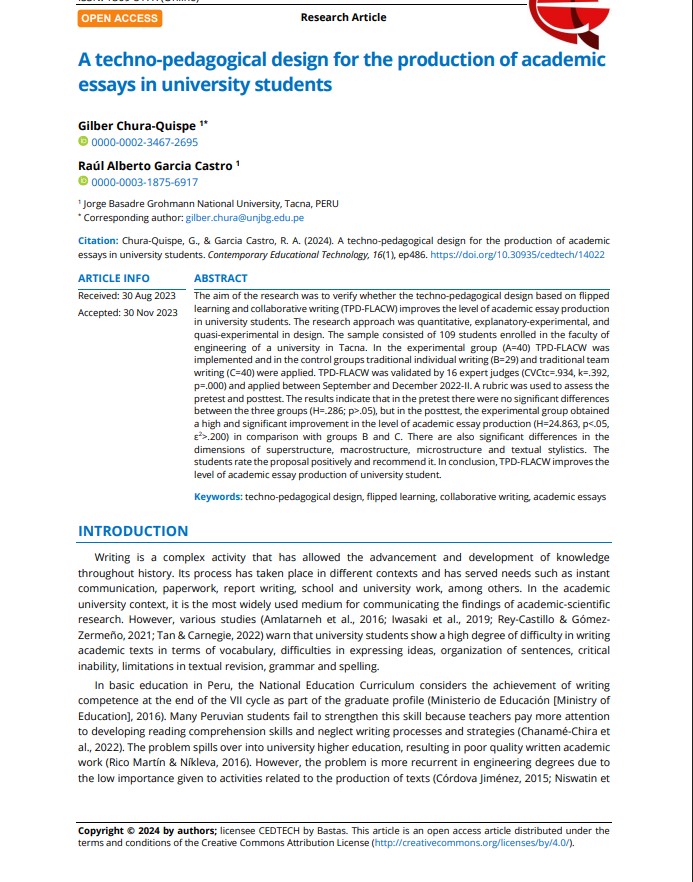 OPEN ACCESS
Research Article
A techno-pedagogical design for the production of academic
essays in university students
Gilber Chura-Quispe 1*
0000-0002-3467-2695
Raúl Alberto Garcia Castro 1
0000-0003-1875-6917
1 Jorge Basadre Grohmann National University, Tacna, PERU
* Corresponding author: gilber.chura@unjbg.edu.pe
Citation: Chura-Quispe, G., & Garcia Castro, R. A. (2024). A techno-pedagogical design for the production of academic
essays in university students. Contemporary Educational Technology, 16(1), ep486. https://doi.org/10.30935/cedtech/14022
ARTICLE INFO
Received: 30 Aug 2023
Accepted: 30 Nov 2023
ABSTRACT
The aim of the research was to verify whether the techno-pedagogical design based on flipped
learning and collaborative writing (TPD-FLACW) improves the level of academic essay production
in university students. The research approach was quantitative, explanatory-experimental, and
quasi-experimental in design. The sample consisted of 109 students enrolled in the faculty of
engineering of a university in Tacna. In the experimental group (A=40) TPD-FLACW was
implemented and in the control groups traditional individual writing (B=29) and traditional team
writing (C=40) were applied. TPD-FLACW was validated by 16 expert judges (CVCtc=.934, k=.392,
p=.000) and applied between September and December 2022-II. A rubric was used to assess the
pretest and posttest. The results indicate that in the pretest there were no significant differences
between the three groups (H=.286; p>.05), but in the posttest, the experimental group obtained
a high and significant improvement in the level of academic essay production (H=24.863, p<.05,
ε²>.200) in comparison with groups B and C. There are also significant differences in the
dimensions of superstructure, macrostructure, microstructure and textual stylistics. The
students rate the proposal positively and recommend it. In conclusion, TPD-FLACW improves the
level of academic essay production of university student.
Keywords: techno-pedagogical design, flipped learning, collaborative writing, academic essays
INTRODUCTION
Writing is a complex activity that has allowed the advancement and development of knowledge
throughout history. Its process has taken place in different contexts and has served needs such as instant
communication, paperwork, report writing, school and university work, among others. In the academic
university context, it is the most widely used medium for communicating the findings of academic-scientific
research. However, various studies (Amlatarneh et al., 2016; Iwasaki et al., 2019; Rey-Castillo & Gómez-
Zermeño, 2021; Tan & Carnegie, 2022) warn that university students show a high degree of difficulty in writing
academic texts in terms of vocabulary, difficulties in expressing ideas, organization of sentences, critical
inability, limitations in textual revision, grammar and spelling.
In basic education in Peru, the National Education Curriculum considers the achievement of writing
competence at the end of the VII cycle as part of the graduate profile (Ministerio de Educación [Ministry of
Education], 2016). Many Peruvian students fail to strengthen this skill because teachers pay more attention
to developing reading comprehension skills and neglect writing processes and strategies (Chanamé-Chira et
al., 2022). The problem spills over into university higher education, resulting in poor quality written academic
work (Rico Martín & Níkleva, 2016). However, the problem is more recurrent in engineering degrees due to
the low importance given to activities related to the production of texts (Córdova Jiménez, 2015; Niswatin et
Copyright © 2024 by authors; licensee CEDTECH by Bastas. This article is an open access article distributed under the
terms and conditions of the Creative Commons Attribution License (http://creativecommons.org/licenses/by/4.0/).